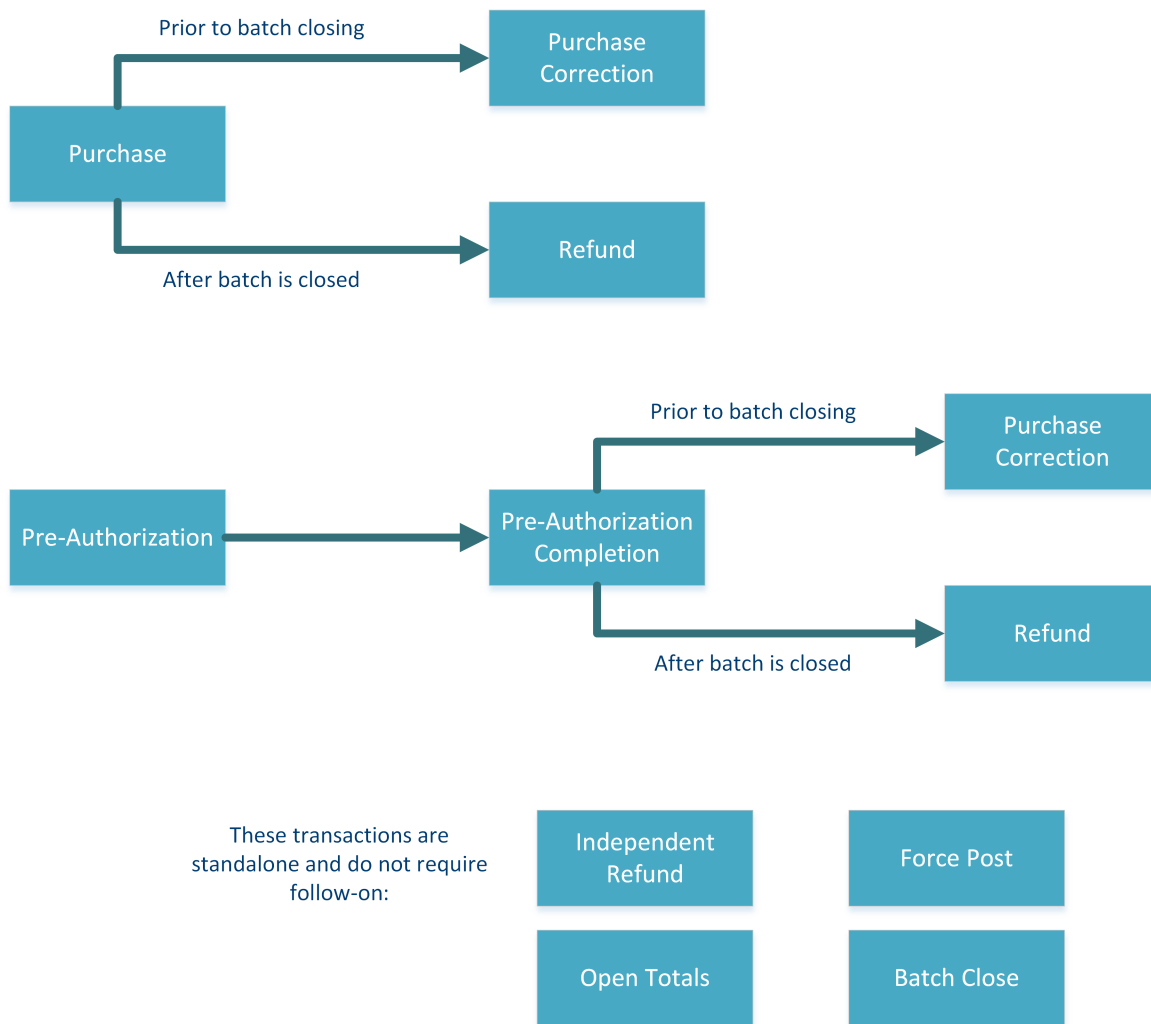 Prior to batch closing
Purchase
Correction
Purchase
Refund
After batch is closed
Prior to batch closing
Purchase
Correction
Pre-Authorization
Pre-Authorization
Completion
Refund
After batch is closed
These transactions are
standalone and do not require
follow-on:
Independent
Refund
Force Post
Open Totals
Batch Close